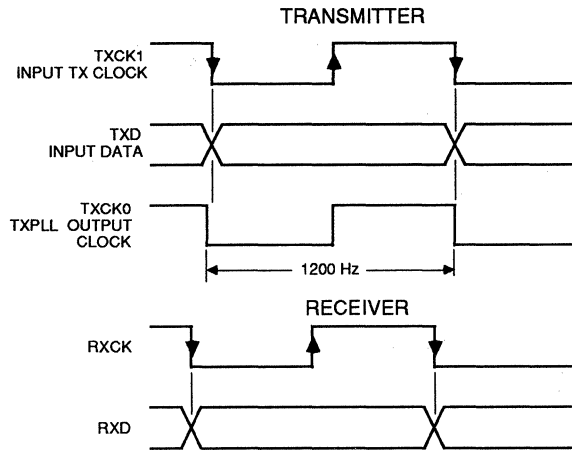 TRANSMITTER
TXCK1
INPUT TX CLOCK
TXD
INPUT DATA
TXCK0
TXPLL OUTPUT
CLOCK
1200 Hz
RECEIVER
RXCK
RXD